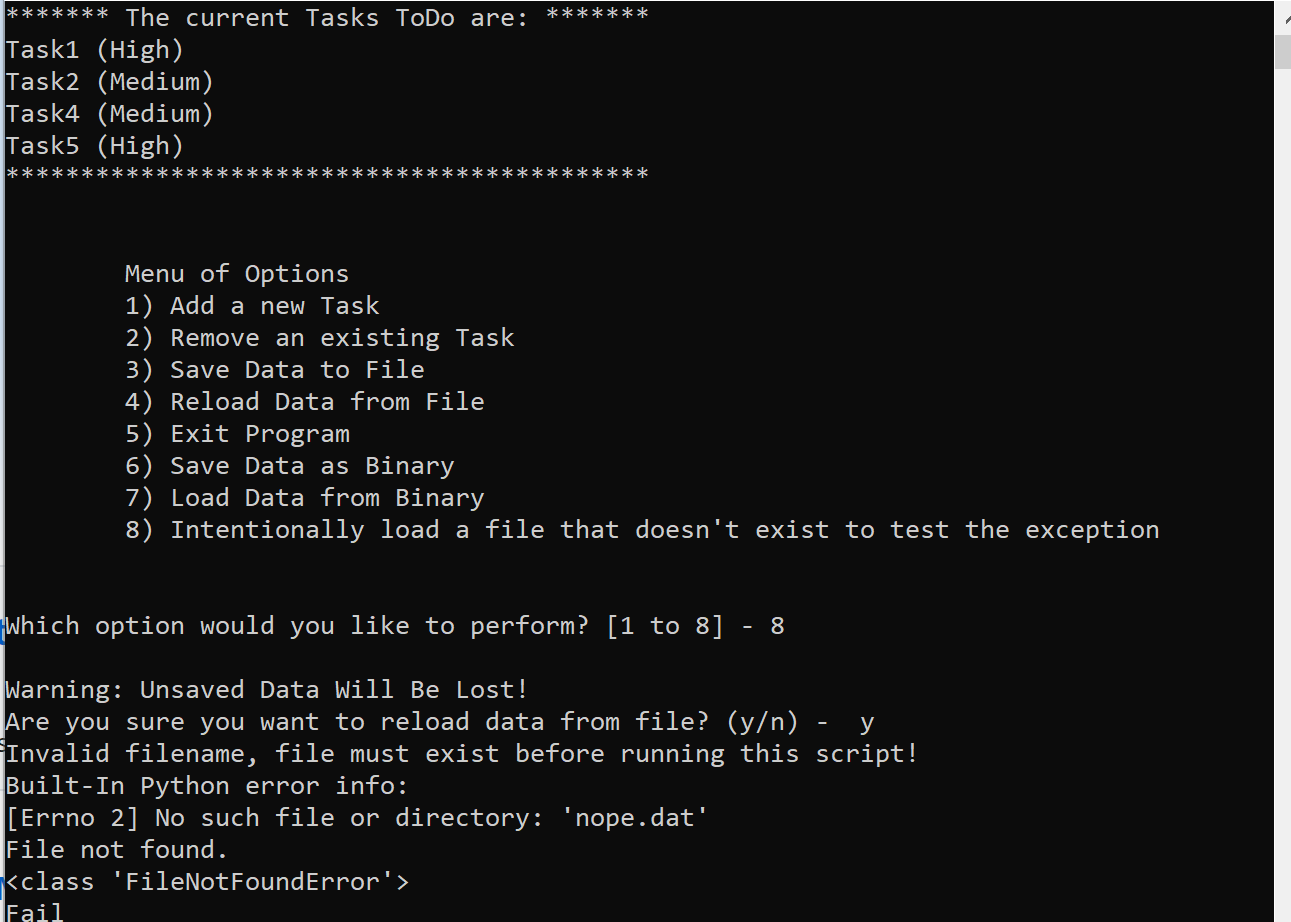 ******* The current Tasks ToDo are: *******
Task1 (High)
Task2 (Medium)
Task4 (Medium)
Task5 (High)
*******************************************
Menu of Options
1) Add a new Task
2) Remove an existing Task
3) Save Data to File
4) Reload Data from File
5) Exit Program
6) Save Data as Binary
7) Load Data from Binary
8) Intentionally load a file that doesn't exist to test the exception
Which option would you like to perform? [1 to 8] - 8
Warning: Unsaved Data Will Be Lost!
Are you sure you want to reload data from file? (y/n) -  y
Invalid filename, file must exist before running this script!
Built-In Python error info:
[Errno 2] No such file or directory: 'nope.dat'
File not found.
<class 'FileNotFoundError'>
Fail